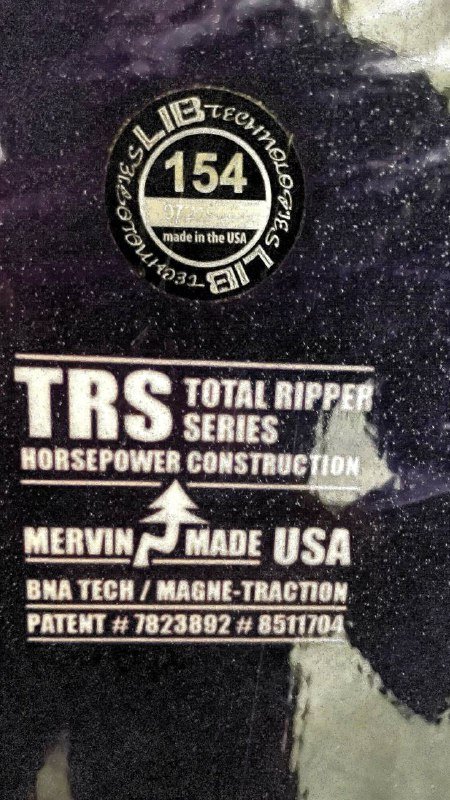 LIB TECHNOLOGIES
LIB TECHNOLOGIES
154
made in the USA
TRS TOTAL RIPPER
SERIES
HORSEPOWER CONSTRUCTION
MERVIN MADE USA
BNA TECH / MAGNE-TRACTION
PATENT # 7823892 # 8511704